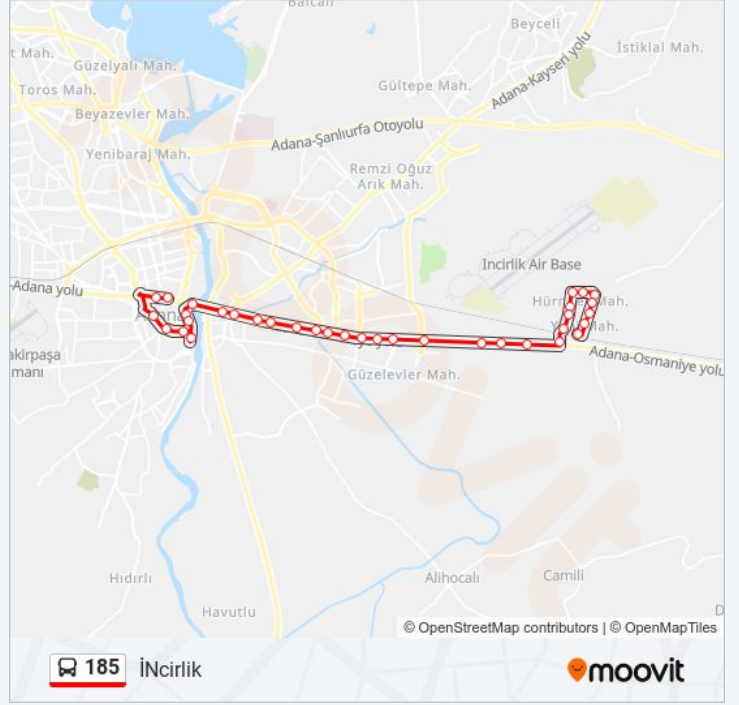 Balcalı
Beyceli
t Mah.
Güzelyalı Mah.
İstiklal Mah.
Toros Mah.
Gültepe Mah.
Adana-Kayseri yolu
Beyazevler Mah.
Adana-Şanlıurfa Otoyolu
Yenibaraj Mah.
Remzi Oğuz
Arık Mah.
Incirlik Air Base
-Adana yolu
Mah.
Mah.
akirpaşa
manı
Adana-Osmaniye yolu
Güzelevler Mah.
Hıdırlı
Alihocalı
Camili
Havutlu
D
© OpenStreetMap contributors | © OpenMapTiles
185 İNcirlik
moovit